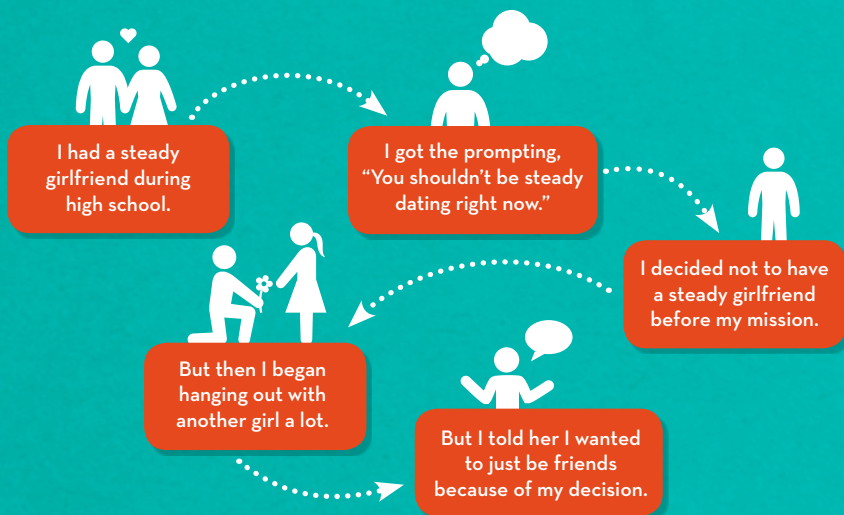 I had a steady
girlfriend during
high school.
I got the prompting,
“You shouldn’t be steady
dating right now.”
I decided not to have
a steady girlfriend
before my mission.
But then I began
hanging out with
another girl a lot.
But I told her I wanted
to just be friends
because of my decision.